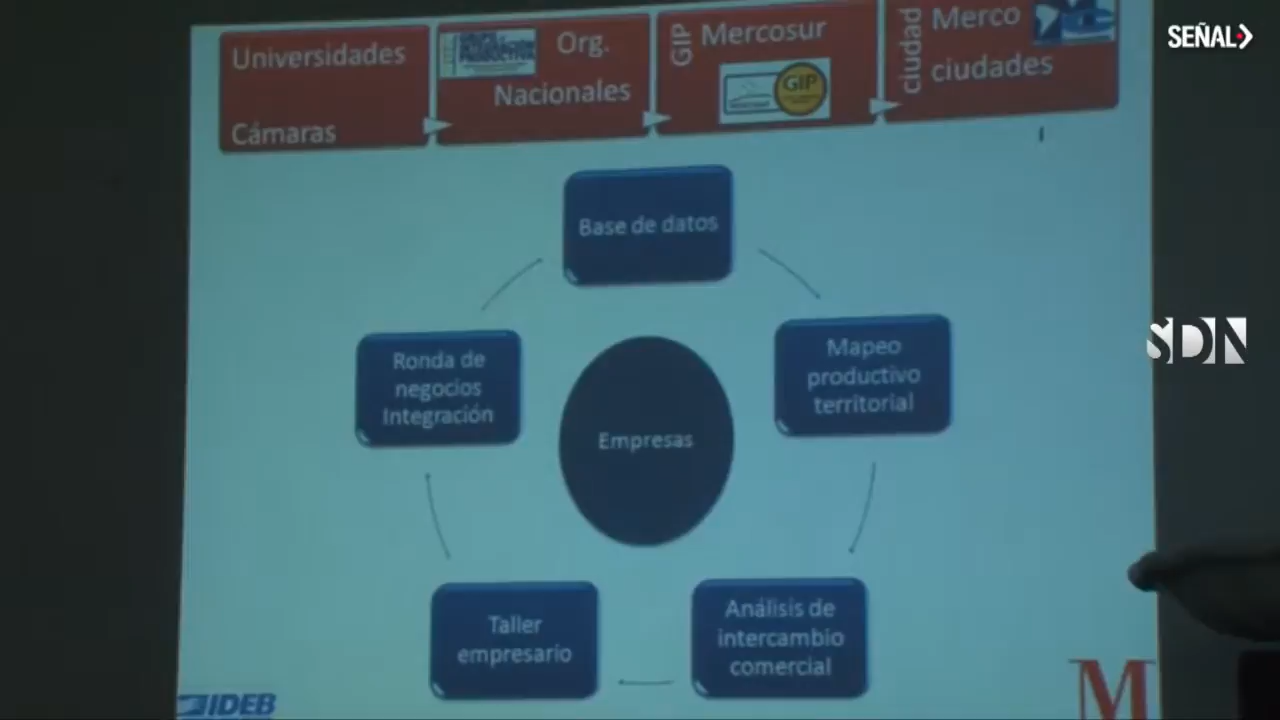 Universidades
Cámaras
Org.
Nacionales
GIP
Mercosur
GIP
ciudad
Merco
ciudades
SEÑAL
Base de datos
SDN
Ronda de
negocios
Integración
Mapeo
productivo
territorial
Empresas
Taller
empresario
Análisis de
intercambio
comercial
IDEB
M